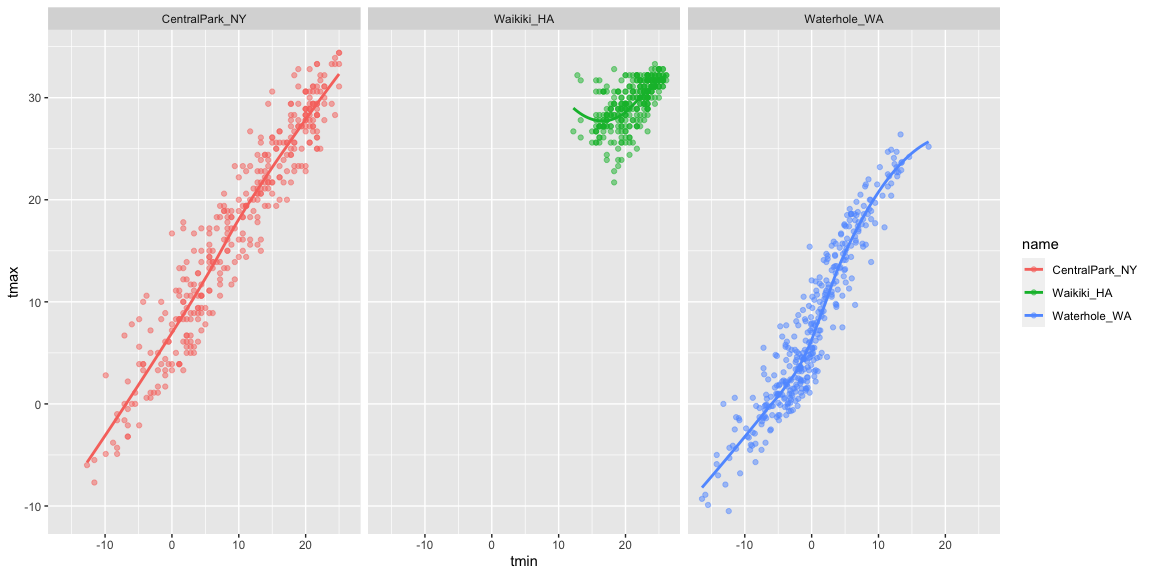 CentralPark_NY
Waikiki_HA
Waterhole_WA
tmax
30
20
10
0
-10
-10 0 10 20
-10 0 10 20
-10 0 10 20
tmin
name
CentralPark_NY
Waikiki_HA
Waterhole_WA